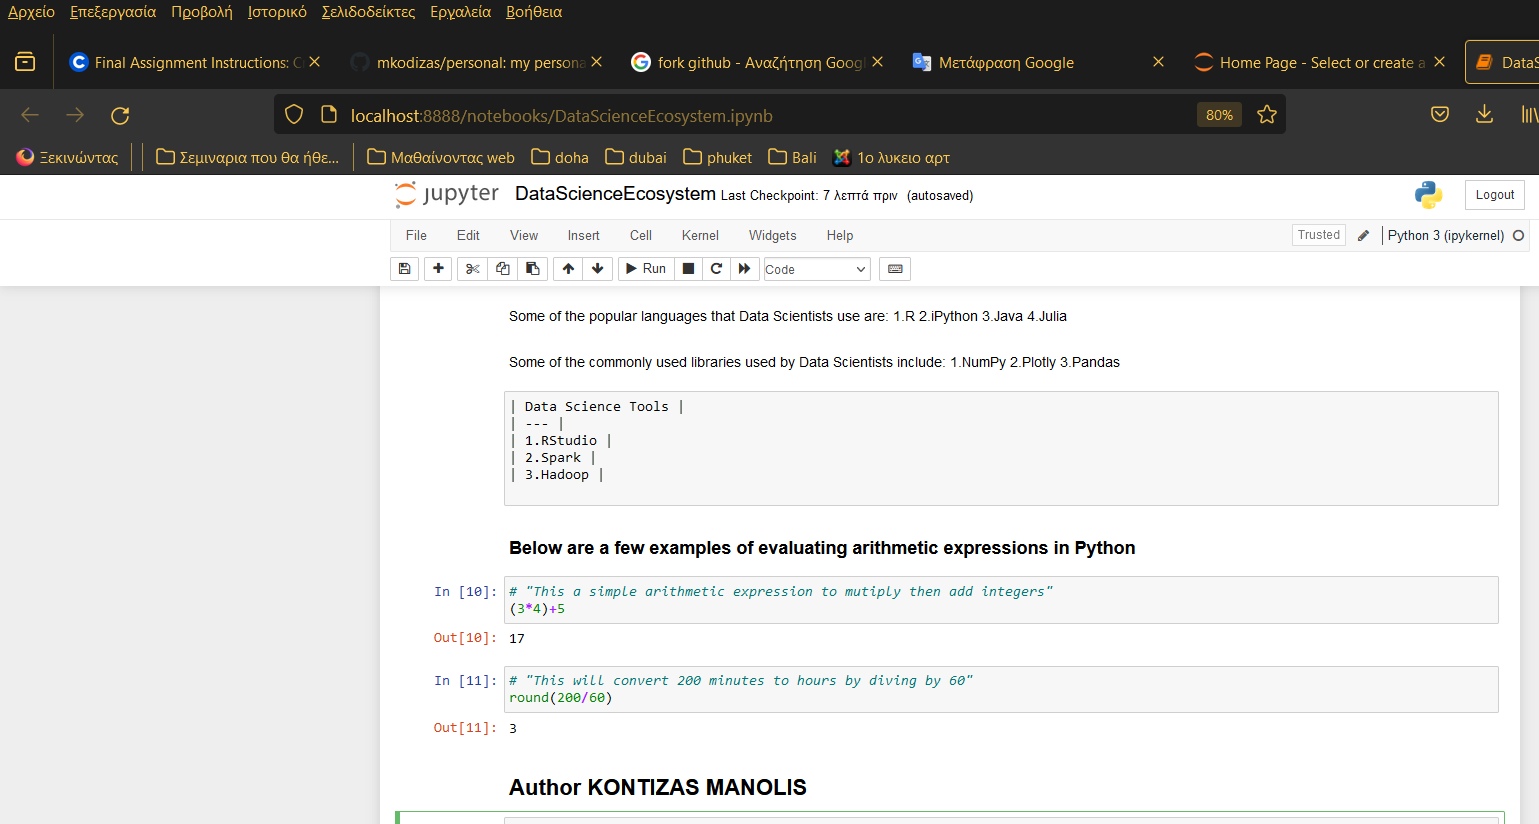 Αρχείο Επεξεργασία Προβολή Ιστορικό Σελιδοδείκτες Εργαλεία Βοήθεια
Final Assignment Instructions: C mkodizas/personal: my persona fork github - Αναζήτηση Googl Μετάφραση Google Home Page - Select or create a DataS
localhost:8888/notebooks/DataScienceEcosystem.ipynb 80%
Ξεκινώντας Σεμιναρια που θα ήθε... Μαθαίνοντας web doha dubai phuket Bali 1ο λυκειο αρτ
jupyter DataScienceEcosystem Last Checkpoint: 7 λεπτά πριν (autosaved) Logout
File Edit View Insert Cell Kernel Widgets Help Trusted Python 3 (ipykernel)
Run Code
Some of the popular languages that Data Scientists use are: 1.R 2.iPython 3.Java 4.Julia
Some of the commonly used libraries used by Data Scientists include: 1.NumPy 2.Plotly 3.Pandas
| Data Science Tools |
| --- |
| 1.RStudio |
| 2.Spark |
| 3.Hadoop |
Below are a few examples of evaluating arithmetic expressions in Python
In [10]: # "This a simple arithmetic expression to mutiply then add integers"
(3*4)+5
Out[10]: 17
In [11]: # "This will convert 200 minutes to hours by diving by 60"
round(200/60)
Out[11]: 3
Author KONTIZAS MANOLIS